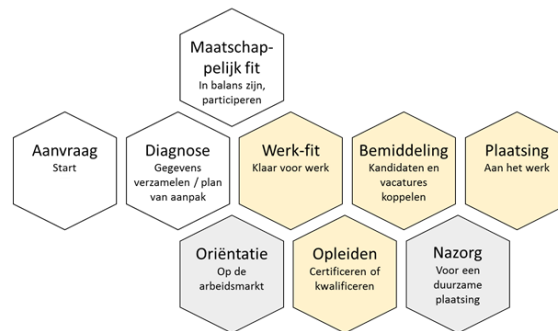 Maatschap-
pelijk fit
In balans zijn,
participeren
Aanvraag
Start
Diagnose
Gegevens
verzamelen / plan
van aanpak
Werk-fit
Klaar voor werk
Bemiddeling
Kandidaten en
vacatures
koppelen
Plaatsing
Aan het werk
Oriëntatie
Op de
arbeidsmarkt
Opleiden
Certificeren of
kwalificeren
Nazorg
Voor een
duurzame
plaatsing